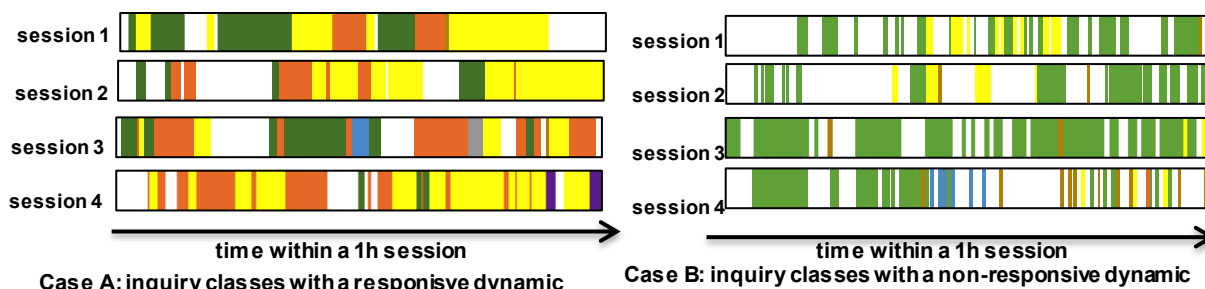 session 1
session 2
session 3
session 4
time within a 1h session
Case A: inquiry classes with a responisve dynamic
session 1
session 2
session 3
session 4
time within a 1h session
Case B: inquiry classes with a non-responsive dynamic